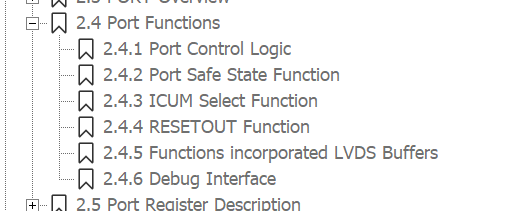 2.3 PORT Overview
2.4 Port Functions
2.4.1 Port Control Logic
2.4.2 Port Safe State Function
2.4.3 ICUM Select Function
2.4.4 RESETOUT Function
2.4.5 Functions incorporated LVDS Buffers
2.4.6 Debug Interface
2.5 Port Register Description